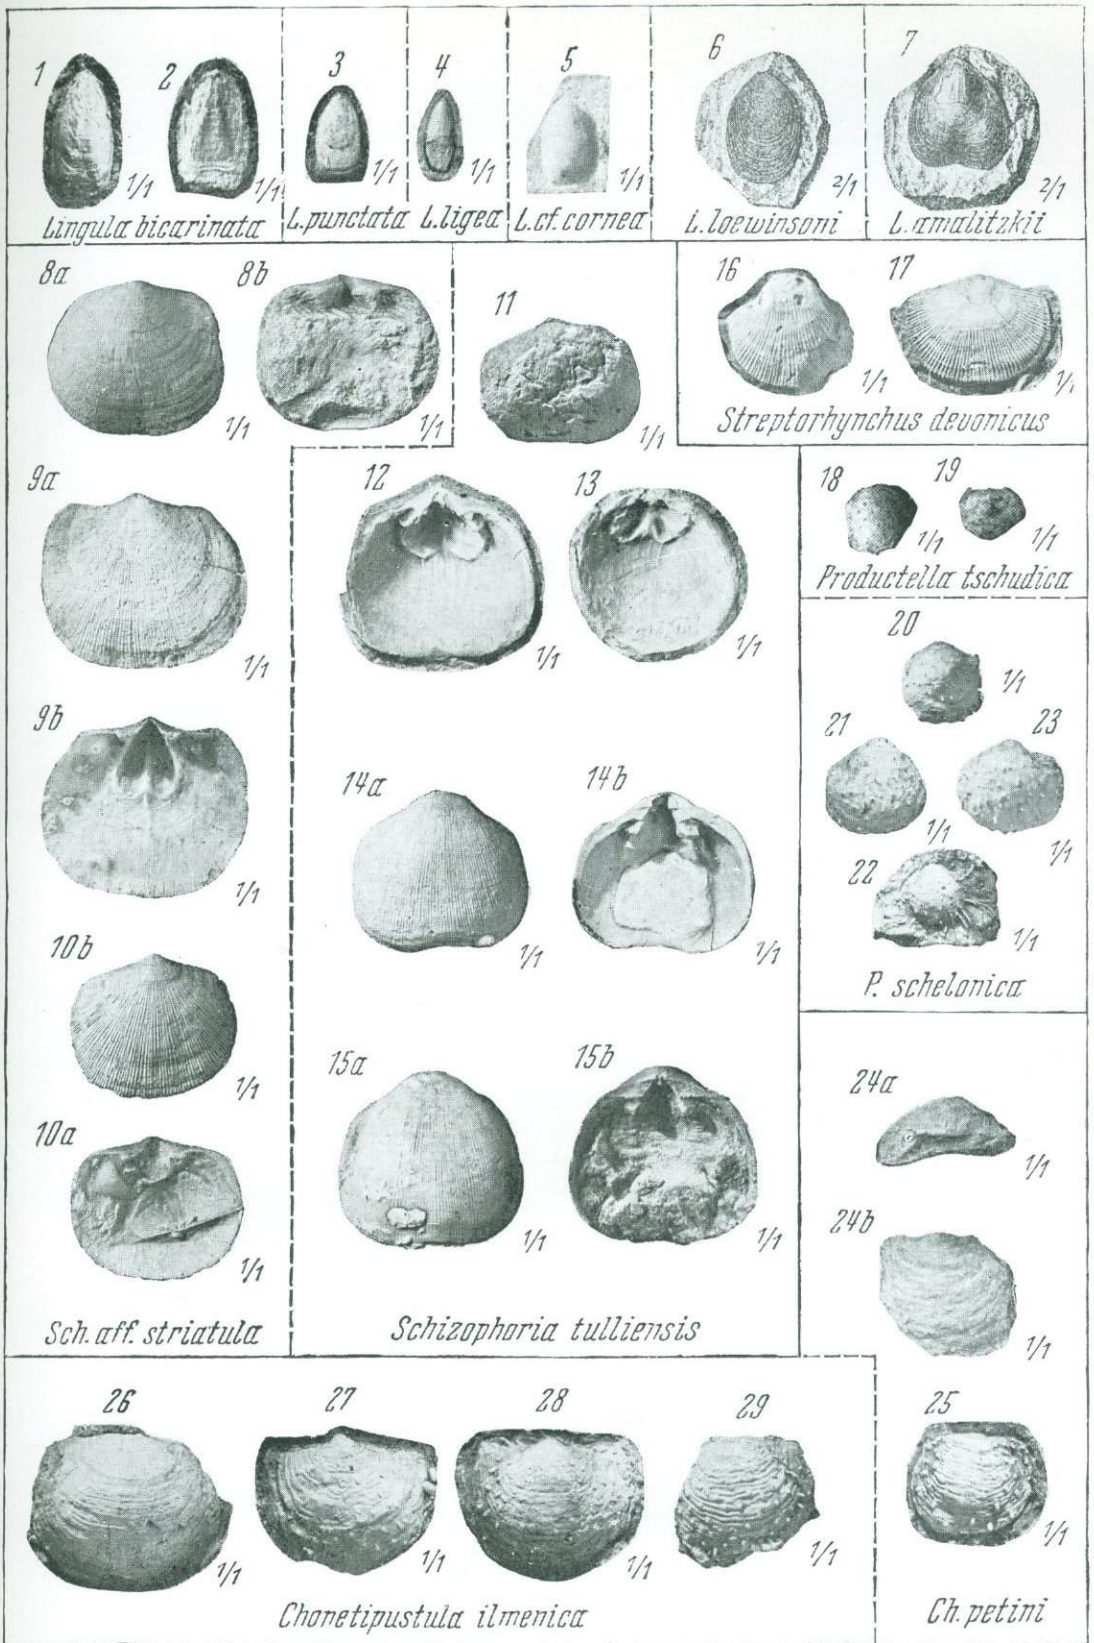 1 2 3 4 5 6 7
1/1 1/1 1/1 1/1 1/1 2/1 2/1
Lingula bicarinata L. punctata L. ligea L. cf. cornea L. loewinsoni L. amalitzkii
8a 8b 11 16 17
1/1 1/1 1/1 1/1 1/1
Streptorhynchus devonicus
9a 12 13 18 19
1/1 1/1 1/1 1/1 1/1
Productella tschudica
20
1/1
9b 14a 14b 21 23
1/1 1/1 1/1 1/1 1/1
22
1/1
P. schelonica
10b 15a 15b 24a
1/1 1/1 1/1 1/1
10a 24b
1/1 1/1
Sch. aff. striatula Schizophoria tulliensis
26 27 28 29 25
1/1 1/1 1/1 1/1 1/1
Chonetipustula ilmenica Ch. petini